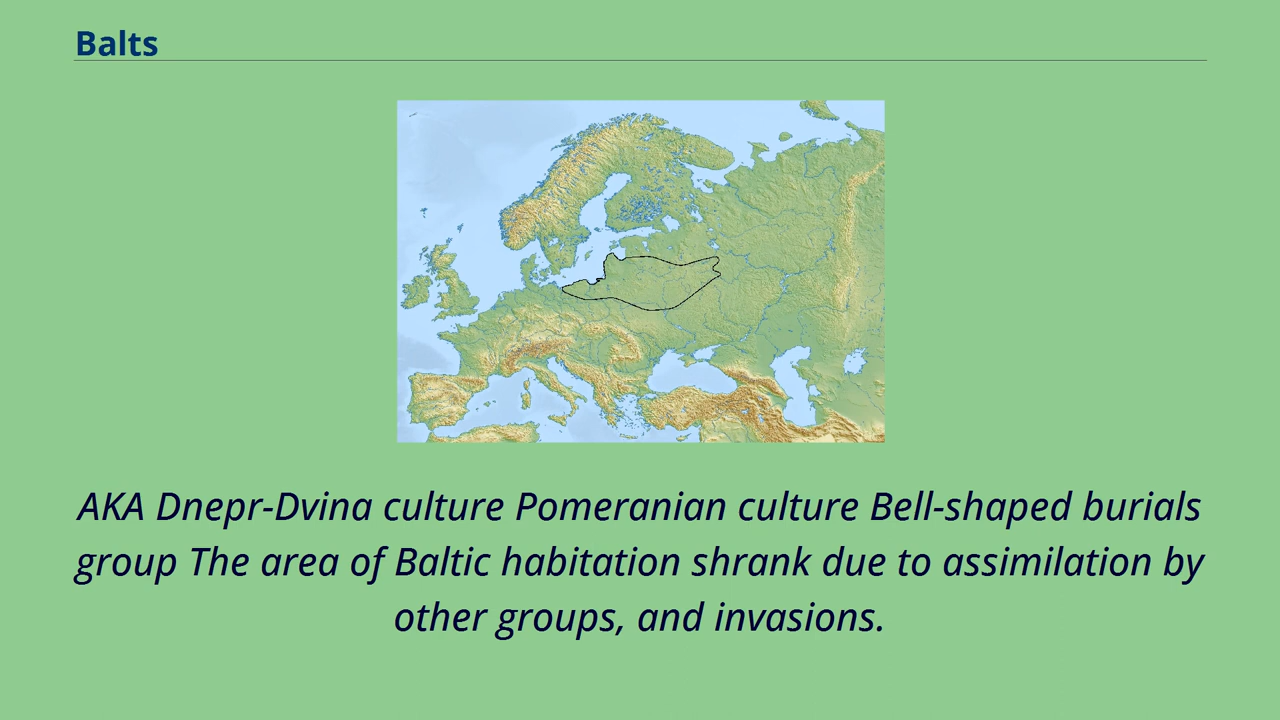 Balts
AKA Dnepr-Dvina culture Pomeranian culture Bell-shaped burials
group The area of Baltic habitation shrank due to assimilation by
other groups, and invasions.